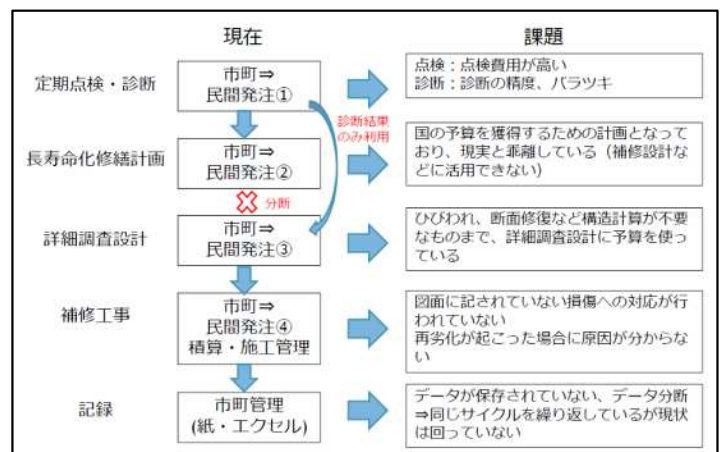 現在
課題
定期点検・診断
市町⇒
民間発注①
点検：点検費用が高い
診断：診断の精度、バラツキ
診断結果
のみ利用
長寿命化修繕計画
市町⇒
民間発注②
国の予算を獲得するための計画となって
おり、現実と乖離している（補修設計な
どに活用できない）
分断
詳細調査設計
市町⇒
民間発注③
ひびわれ、断面修復など構造計算が不要
なものまで、詳細調査設計に予算を使っ
ている
補修工事
市町⇒
民間発注④
積算・施工管理
図面に記されていない損傷への対応が行
われていない
再劣化が起こった場合に原因が分からな
い
記録
市町管理
(紙・エクセル)
データが保存されていない、データ分断
⇒同じサイクルを繰り返しているが現状
は回っていない